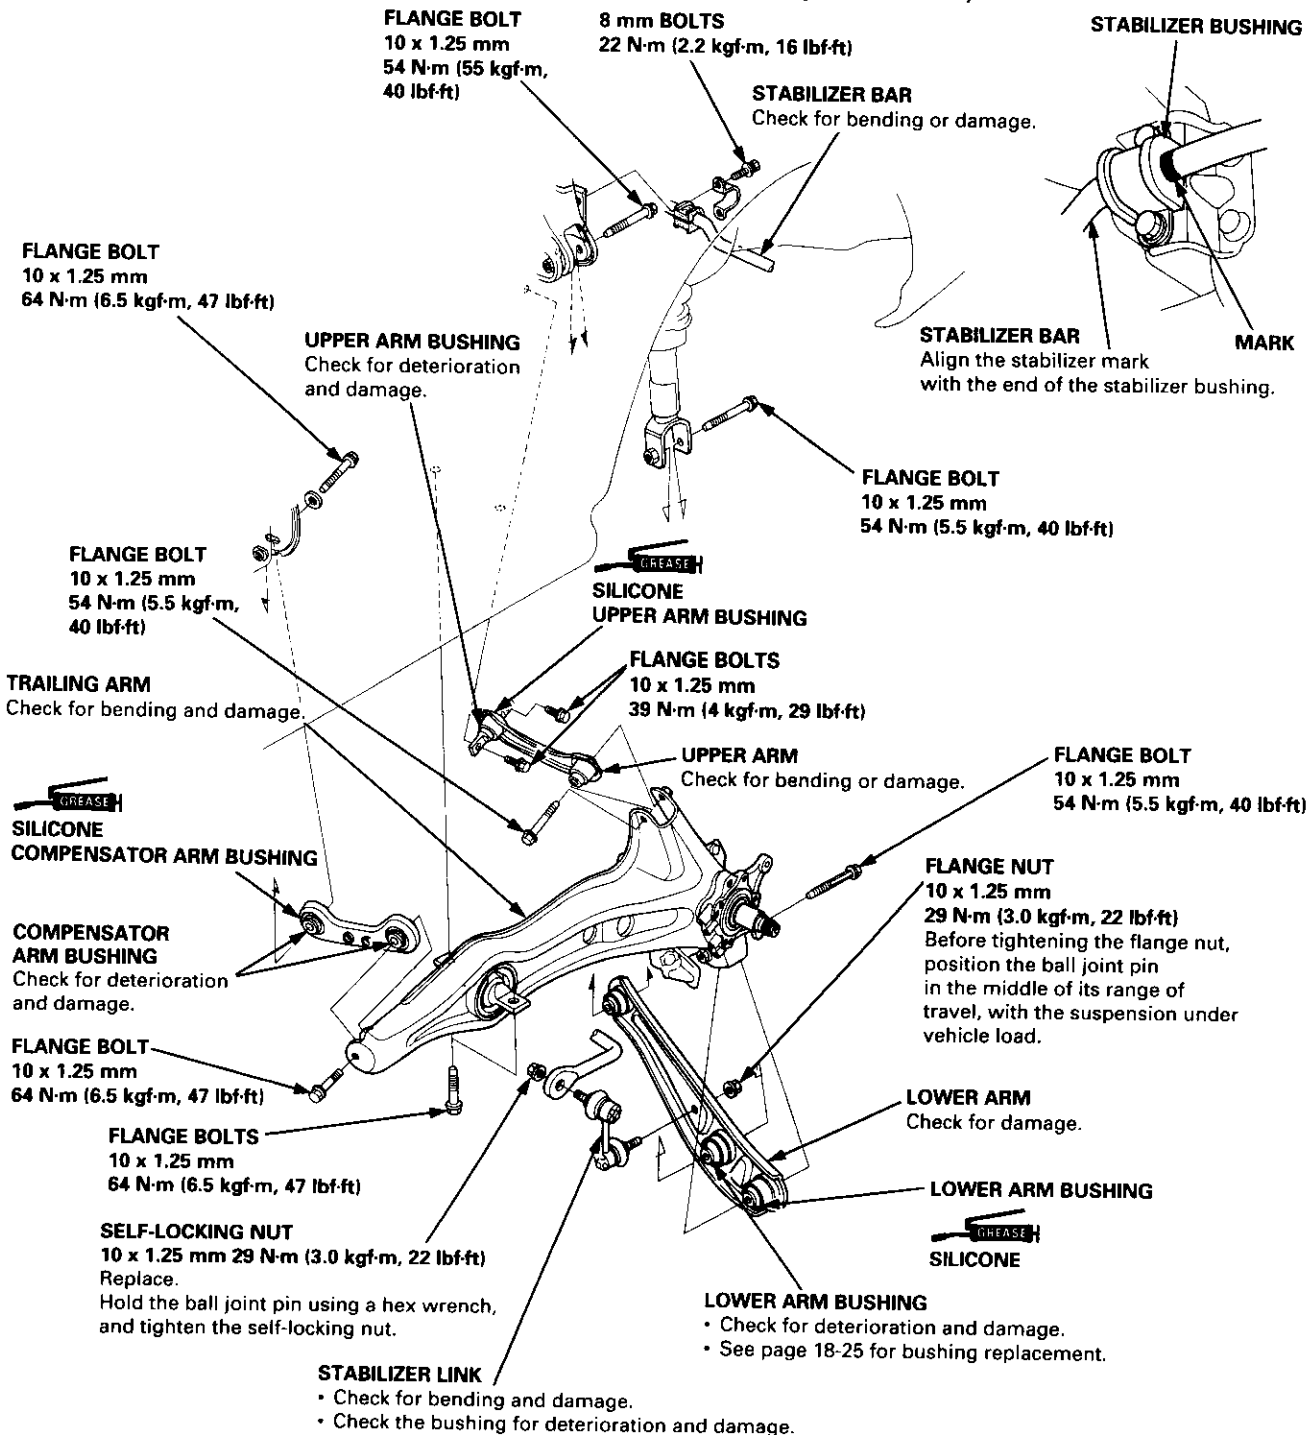 FLANGE BOLT
10 x 1.25 mm
54 N·m (55 kgf·m,
40 lbf·ft)
8 mm BOLTS
22 N·m (2.2 kgf·m, 16 lbf·ft)
STABILIZER BUSHING
STABILIZER BAR
Check for bending or damage.
FLANGE BOLT
10 x 1.25 mm
64 N·m (6.5 kgf·m, 47 lbf·ft)
UPPER ARM BUSHING
Check for deterioration
and damage.
STABILIZER BAR
Align the stabilizer mark
with the end of the stabilizer bushing.
MARK
FLANGE BOLT
10 x 1.25 mm
54 N·m (5.5 kgf·m, 40 lbf·ft)
FLANGE BOLT
10 x 1.25 mm
54 N·m (5.5 kgf·m,
40 lbf·ft)
GREASE
SILICONE
UPPER ARM BUSHING
FLANGE BOLTS
10 x 1.25 mm
39 N·m (4 kgf·m, 29 lbf·ft)
TRAILING ARM
Check for bending and damage.
UPPER ARM
Check for bending or damage.
FLANGE BOLT
10 x 1.25 mm
54 N·m (5.5 kgf·m, 40 lbf·ft)
GREASE
SILICONE
COMPENSATOR ARM BUSHING
FLANGE NUT
10 x 1.25 mm
29 N·m (3.0 kgf·m, 22 lbf·ft)
Before tightening the flange nut,
position the ball joint pin
in the middle of its range of
travel, with the suspension under
vehicle load.
COMPENSATOR
ARM BUSHING
Check for deterioration
and damage.
FLANGE BOLT
10 x 1.25 mm
64 N·m (6.5 kgf·m, 47 lbf·ft)
LOWER ARM
Check for damage.
FLANGE BOLTS
10 x 1.25 mm
64 N·m (6.5 kgf·m, 47 lbf·ft)
LOWER ARM BUSHING
GREASE
SILICONE
SELF-LOCKING NUT
10 x 1.25 mm 29 N·m (3.0 kgf·m, 22 lbf·ft)
Replace.
Hold the ball joint pin using a hex wrench,
and tighten the self-locking nut.
LOWER ARM BUSHING
• Check for deterioration and damage.
• See page 18-25 for bushing replacement.
STABILIZER LINK
• Check for bending and damage.
• Check the bushing for deterioration and damage.